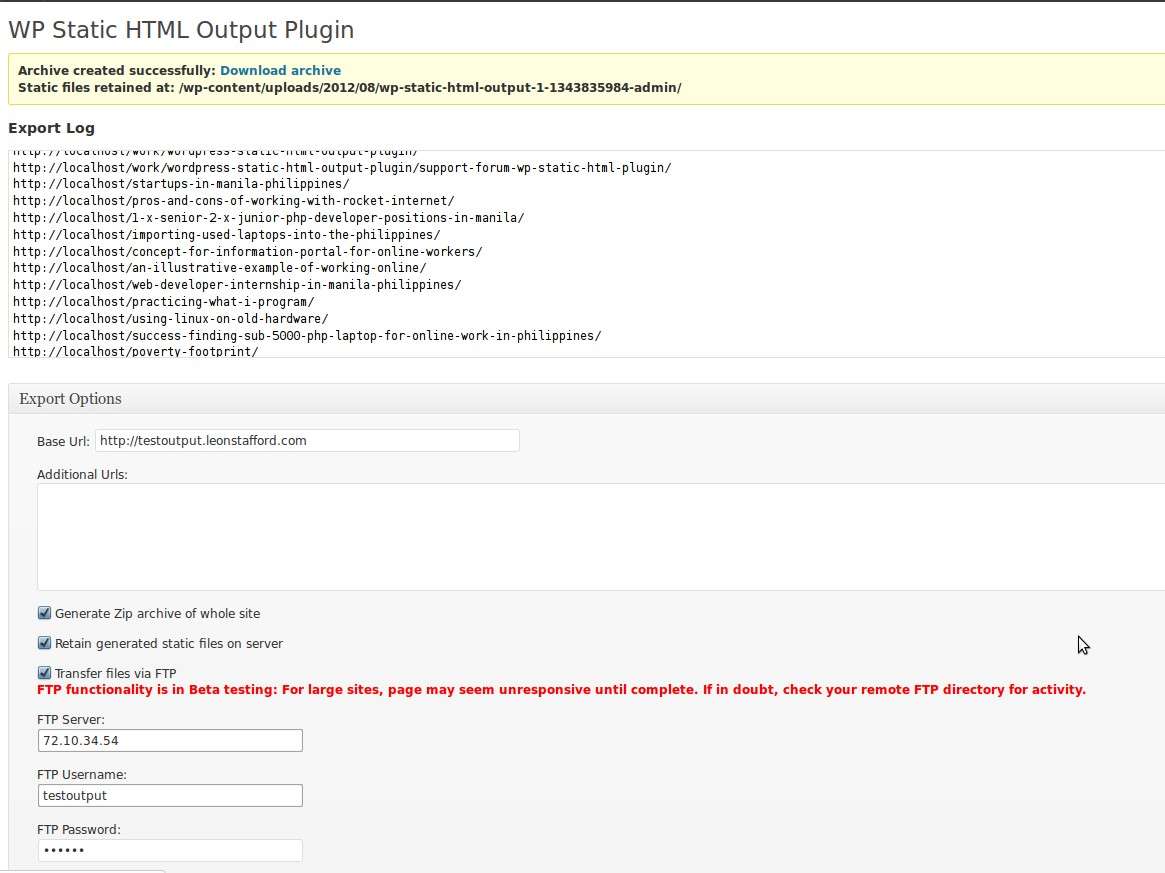 WP Static HTML Output Plugin
Archive created successfully: Download archive
Static files retained at: /wp-content/uploads/2012/08/wp-static-html-output-1-1343835984-admin/
Export Log
http://localhost/work/wordpress-static-html-output-plugin/
http://localhost/work/wordpress-static-html-output-plugin/support-forum-wp-static-html-plugin/
http://localhost/startups-in-manila-philippines/
http://localhost/pros-and-cons-of-working-with-rocket-internet/
http://localhost/1-x-senior-2-x-junior-php-developer-positions-in-manila/
http://localhost/importing-used-laptops-into-the-philippines/
http://localhost/concept-for-information-portal-for-online-workers/
http://localhost/an-illustrative-example-of-working-online/
http://localhost/web-developer-internship-in-manila-philippines/
http://localhost/practicing-what-i-program/
http://localhost/using-linux-on-old-hardware/
http://localhost/success-finding-sub-5000-php-laptop-for-online-work-in-philippines/
http://localhost/poverty-footprint/
Export Options
Base Url: http://testoutput.leonstafford.com
Additional Urls:
Generate Zip archive of whole site
Retain generated static files on server
Transfer files via FTP
FTP functionality is in Beta testing: For large sites, page may seem unresponsive until complete. If in doubt, check your remote FTP directory for activity.
FTP Server:
72.10.34.54
FTP Username:
testoutput
FTP Password:
••••••